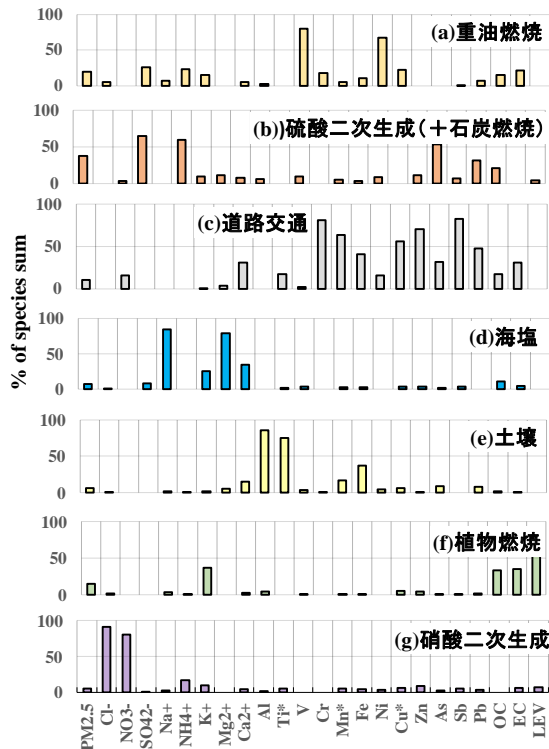 % of species sum
100
50
0
(a)重油燃焼
100
50
0
(b))硫酸二次生成(＋石炭燃焼)
100
50
0
(c)道路交通
100
50
0
(d)海塩
100
50
0
(e)土壌
100
50
0
(f)植物燃焼
100
50
0
(g)硝酸二次生成
PM2.5
Cl-
NO3-
SO42-
Na+
NH4+
K+
Mg2+
Ca2+
Al
Ti*
V
Cr
Mn*
Fe
Ni
Cu*
Zn
As
Sb
Pb
OC
EC
LEV